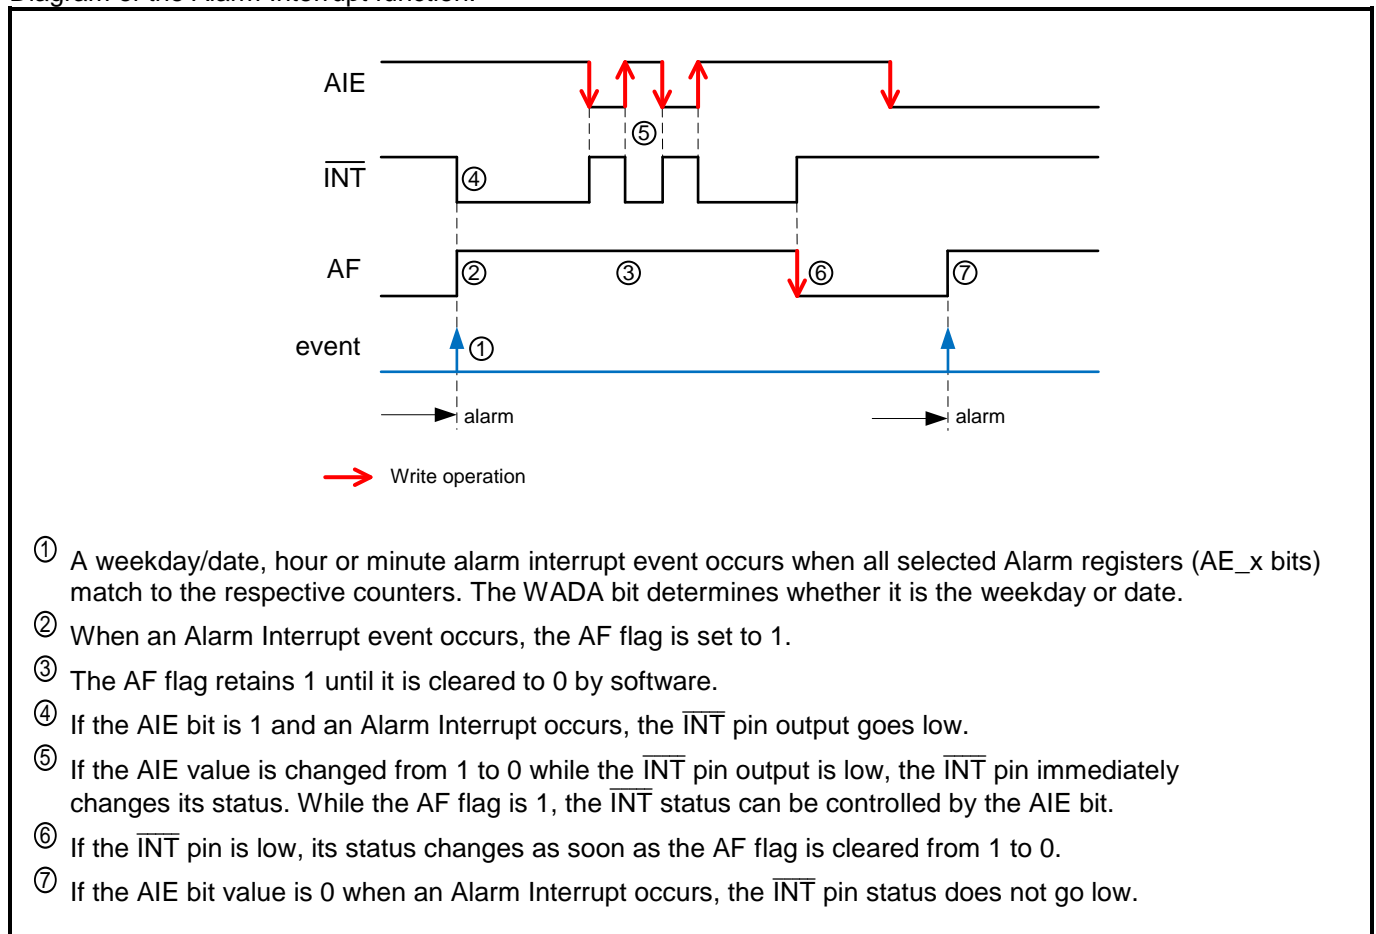 Diagram of the Alarm Interrupt function:
AIE
⑤
INT
④
AF
② ③ ⑥ ⑦
event
①
alarm alarm
Write operation
① A weekday/date, hour or minute alarm interrupt event occurs when all selected Alarm registers (AE_x bits)
match to the respective counters. The WADA bit determines whether it is the weekday or date.
② When an Alarm Interrupt event occurs, the AF flag is set to 1.
③ The AF flag retains 1 until it is cleared to 0 by software.
④ If the AIE bit is 1 and an Alarm Interrupt occurs, the INT pin output goes low.
⑤ If the AIE value is changed from 1 to 0 while the INT pin output is low, the INT pin immediately
changes its status. While the AF flag is 1, the INT status can be controlled by the AIE bit.
⑥ If the INT pin is low, its status changes as soon as the AF flag is cleared from 1 to 0.
⑦ If the AIE bit value is 0 when an Alarm Interrupt occurs, the INT pin status does not go low.